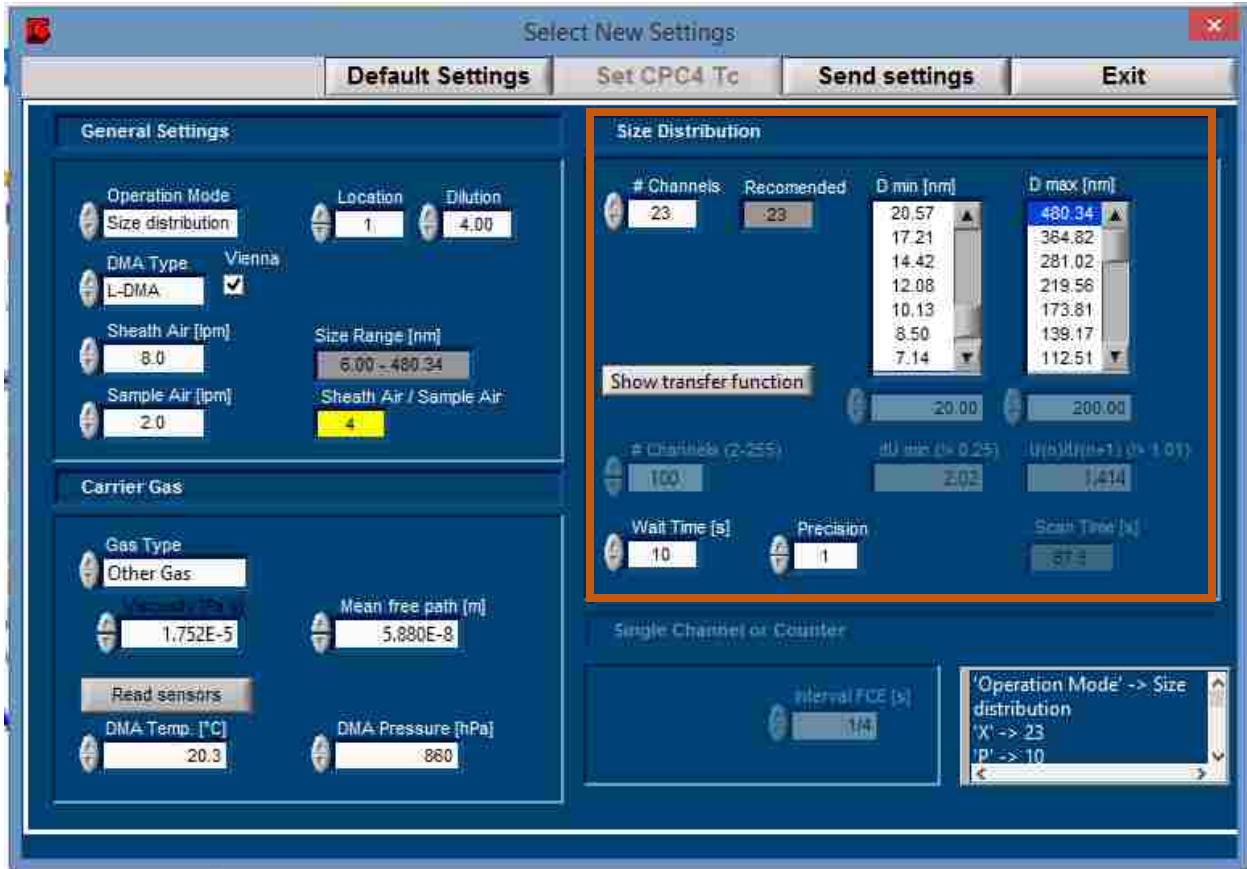 Select New Settings
Default Settings
Set CPC4 Tc
Send settings
Exit
General Settings
Operation Mode
Size distribution
Location
1
Dilution
4.00
DMA Type
L-DMA
Vienna
Sheath Air [lpm]
8.0
Size Range [nm]
6.00 - 480.34
Sample Air [lpm]
2.0
Sheath Air / Sample Air
4
Carrier Gas
Gas Type
Other Gas
1.752E-5
Mean free path [m]
5.880E-8
Read sensors
DMA Temp. [°C]
20.3
DMA Pressure [hPa]
860
Size Distribution
# Channels
23
Recomended
23
D min [nm]
20.57
17.21
14.42
12.08
10.13
8.50
7.14
D max [nm]
480.34
364.82
281.02
219.56
173.81
139.17
112.51
Show transfer function
20.00
200.00
# Channels (2-255)
100
dU min (> 0.25)
2.02
U(n)/U(n+1) (> 1.01)
1.414
Wait Time [s]
10
Precision
1
Scan Time [s]
Single Channel or Counter
Interval FCE [s]
1/4
'Operation Mode' -> Size
distribution
'X' -> 23
'P' -> 10